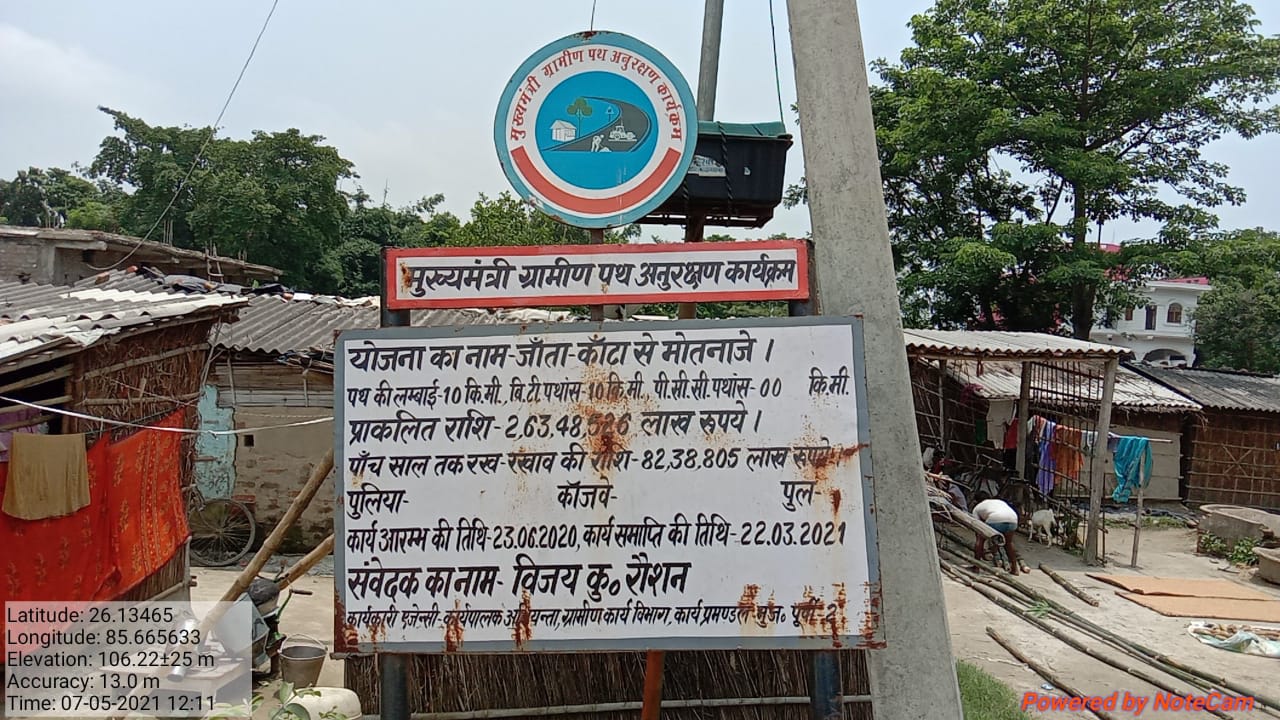 मुख्यमंत्री ग्रामीण पथ अनुरक्षण कार्यक्रम
मुख्यमंत्री ग्रामीण पथ अनुरक्षण कार्यक्रम
योजना का नाम-जाँता-काँटा से मोतनाजे ।
पथ की लम्बाई-10 कि.मी. बि.टी पथांस-10 कि.मी. पी.सी.सी पथांस-00 कि.मी.
प्राकलित राशि-2,63,48,526 लाख रूपये ।
पाँच साल तक रख-रखाव की राशि-82,38,805 लाख रूपये
पुलिया- कॉजवे- पुल-
कार्य आरम्भ की तिथि-23.06.2020, कार्य समाप्ति की तिथि-22.03.2021
संवेदक का नाम- विजय कु॰ रौशन
कार्यकारी एजेन्सी-कार्यपालक अभियन्ता, ग्रामीण कार्य विभाग, कार्य प्रमण्डल मुज॰ पूर्वी-2
Latitude: 26.13465
Longitude: 85.665633
Elevation: 106.22±25 m
Accuracy: 13.0 m
Time: 07-05-2021 12:11
Powered by NoteCam